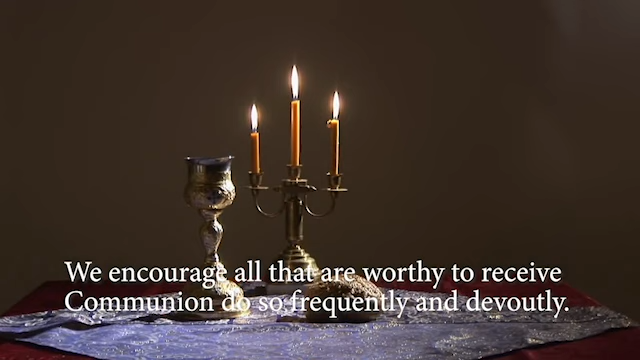 We encourage all that are worthy to receive
Communion do so frequently and devoutly.